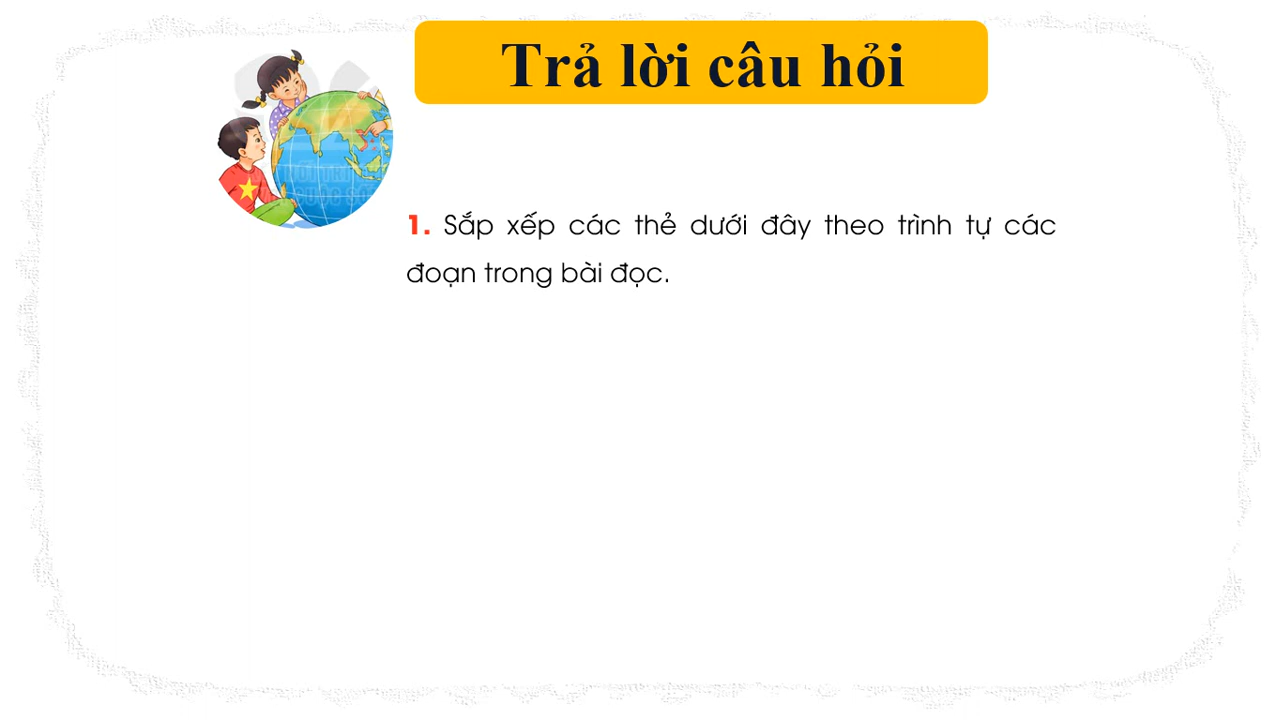 Trả lời câu hỏi
1. Sắp xếp các thẻ dưới đây theo trình tự các
đoạn trong bài đọc.